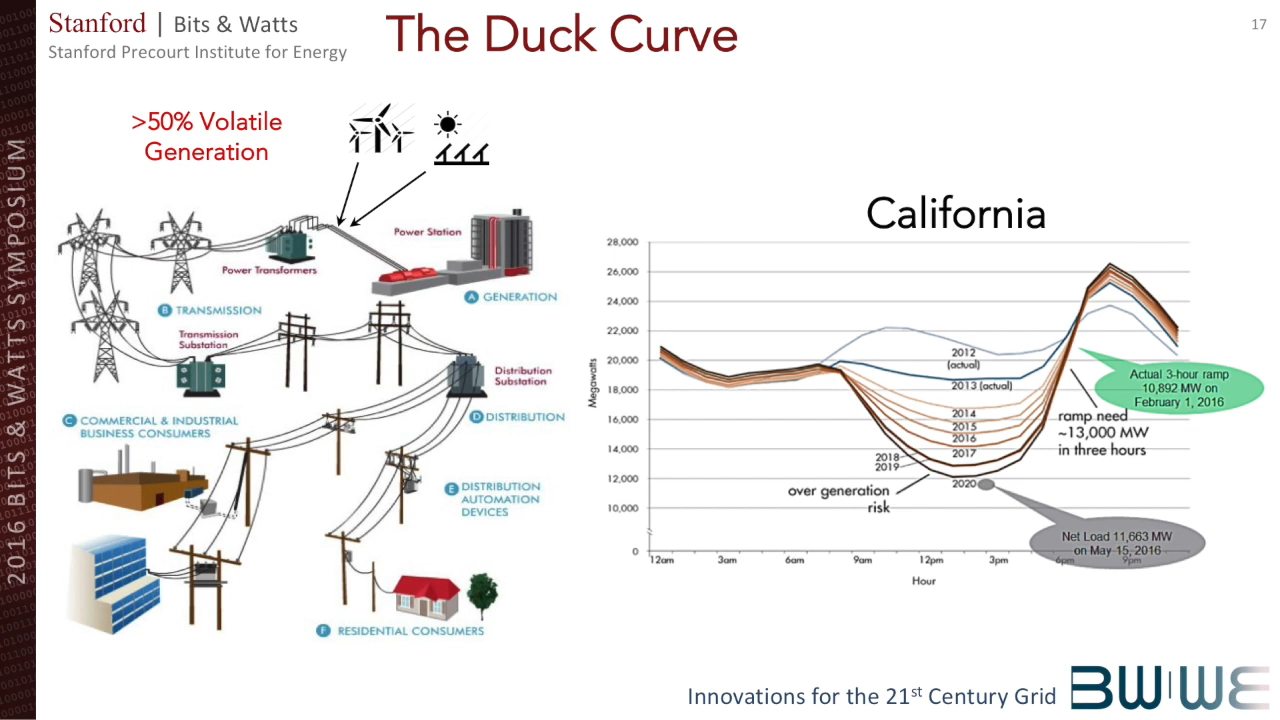 Stanford | Bits & Watts
Stanford Precourt Institute for Energy
The Duck Curve
17
2016 BITS & WATTS SYMPOSIUM
>50% Volatile
Generation
Power Station
Power Transformers
A GENERATION
B TRANSMISSION
Transmission
Substation
Distribution
Substation
C COMMERCIAL & INDUSTRIAL
BUSINESS CONSUMERS
D DISTRIBUTION
E DISTRIBUTION
AUTOMATION
DEVICES
F RESIDENTIAL CONSUMERS
California
28,000
26,000
24,000
22,000
20,000
18,000
16,000
14,000
12,000
10,000
0
Megawatts
2012
(actual)
2013 (actual)
2014
2015
2016
2017
2018
2019
2020
Actual 3-hour ramp
10,892 MW on
February 1, 2016
ramp need
~13,000 MW
in three hours
over generation
risk
Net Load 11,663 MW
on May 15, 2016
12am 3am 6am 9am 12pm 3pm 6pm 9pm
Hour
Innovations for the 21st Century Grid
BW|WE